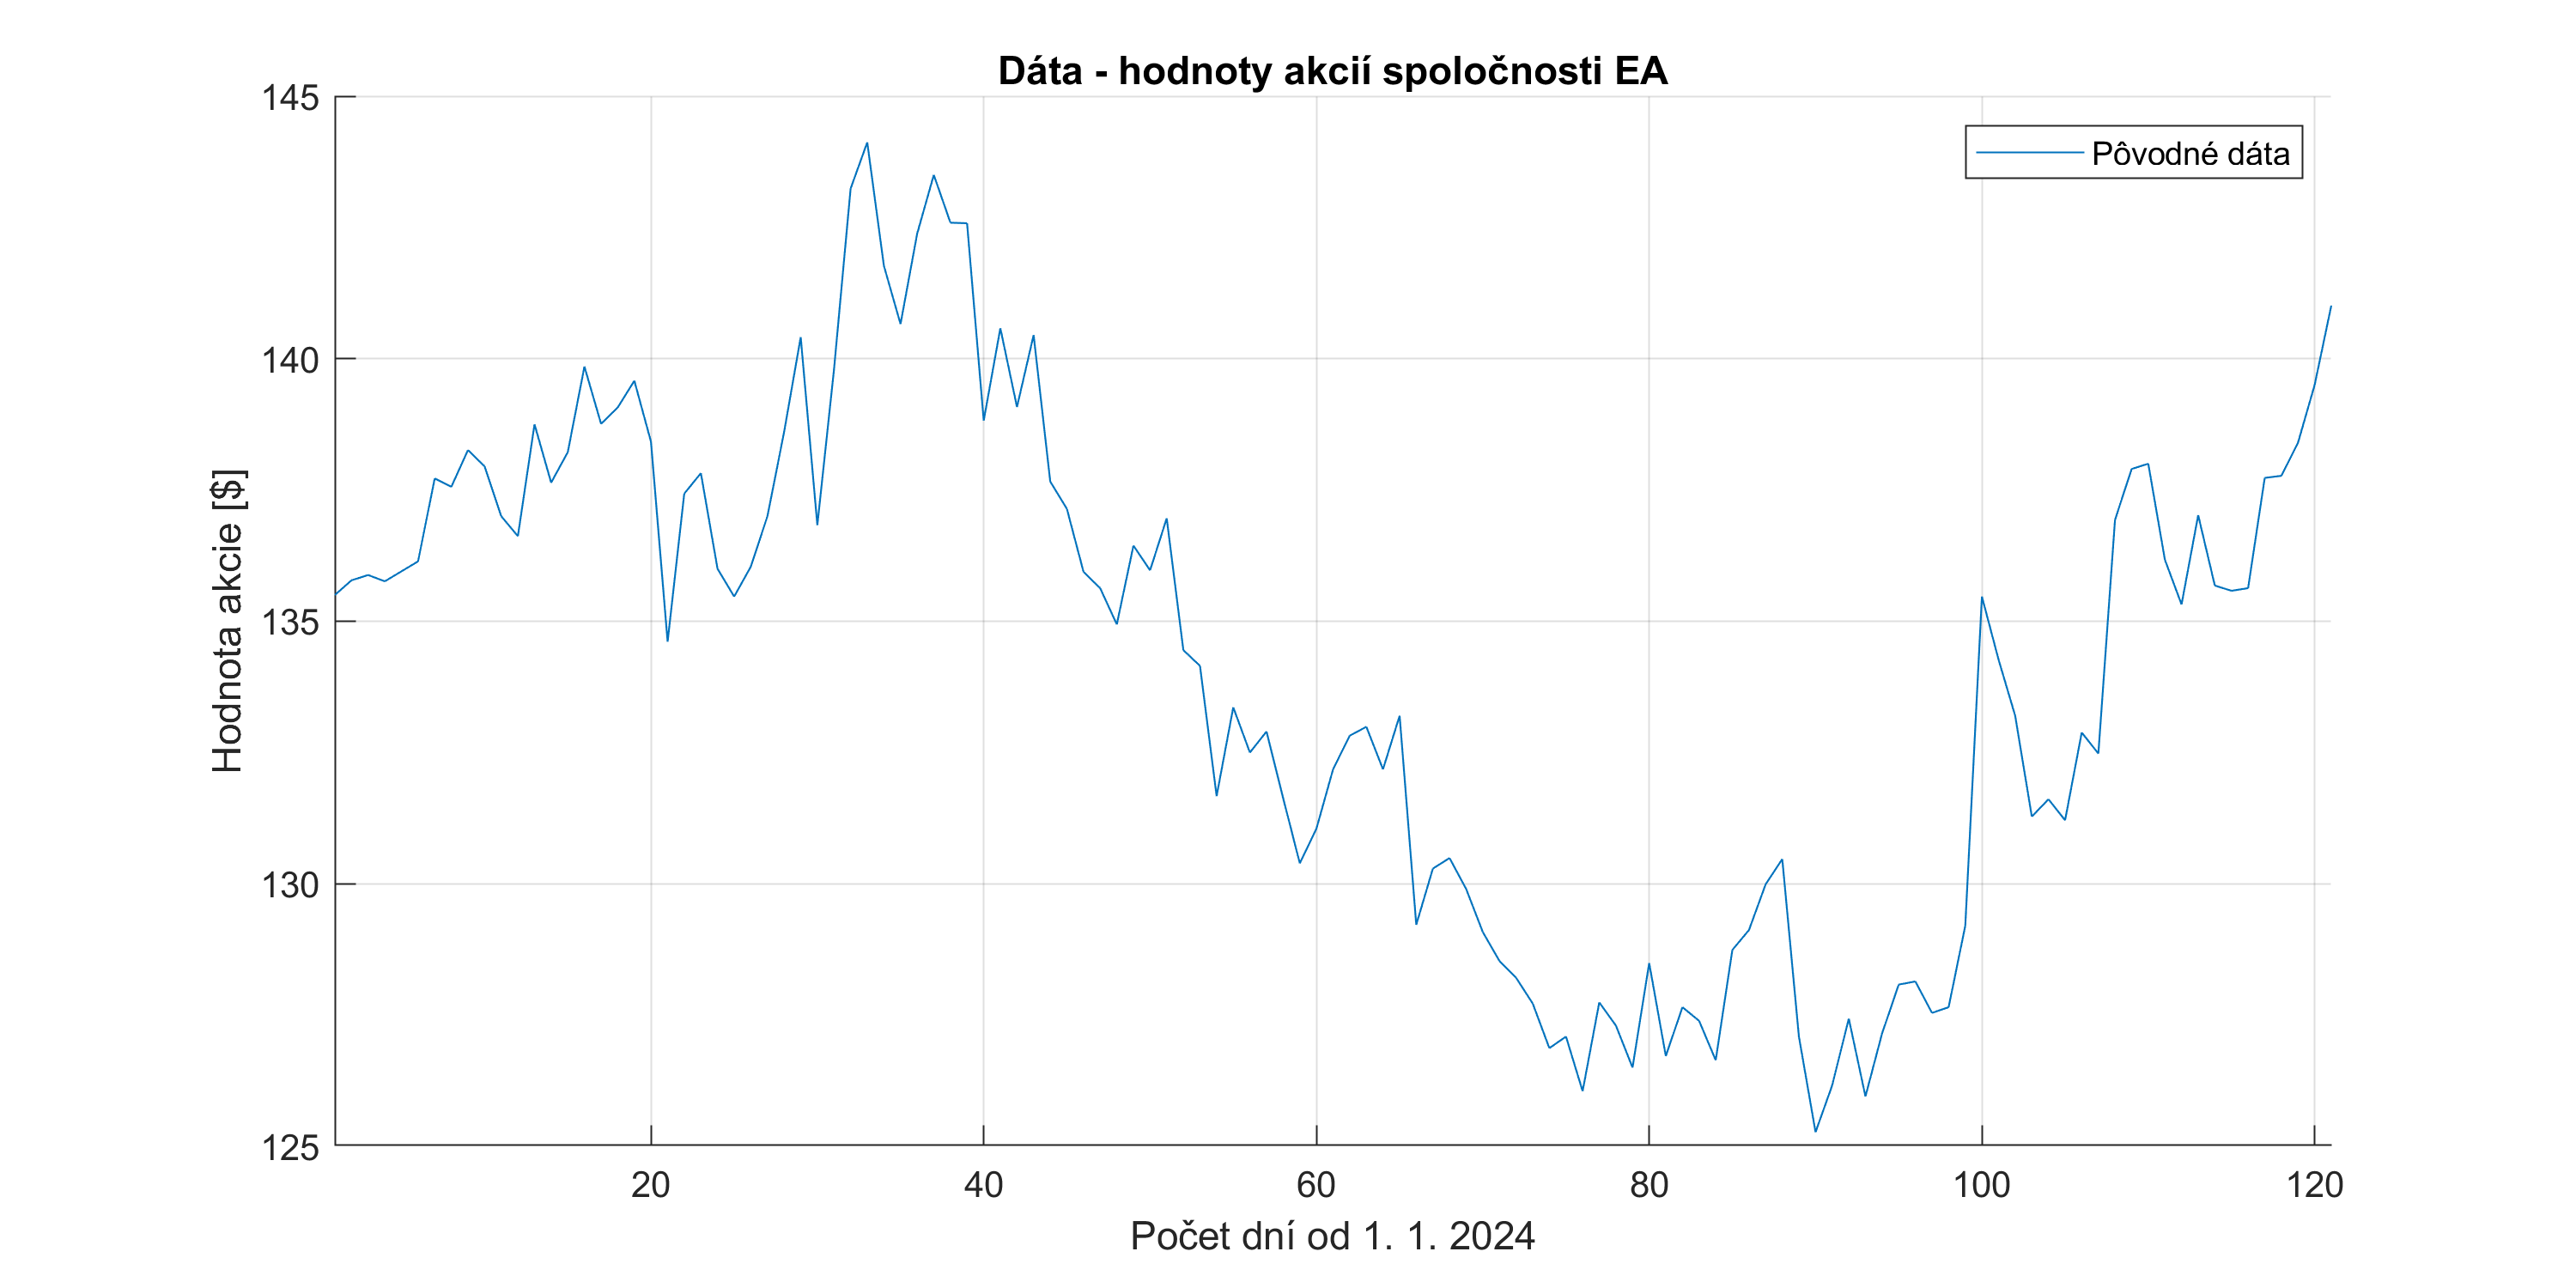 Dáta - hodnoty akcií spoločnosti EA
Pôvodné dáta
Hodnota akcie [$]
145
140
135
130
125
20 40 60 80 100 120
Počet dní od 1. 1. 2024